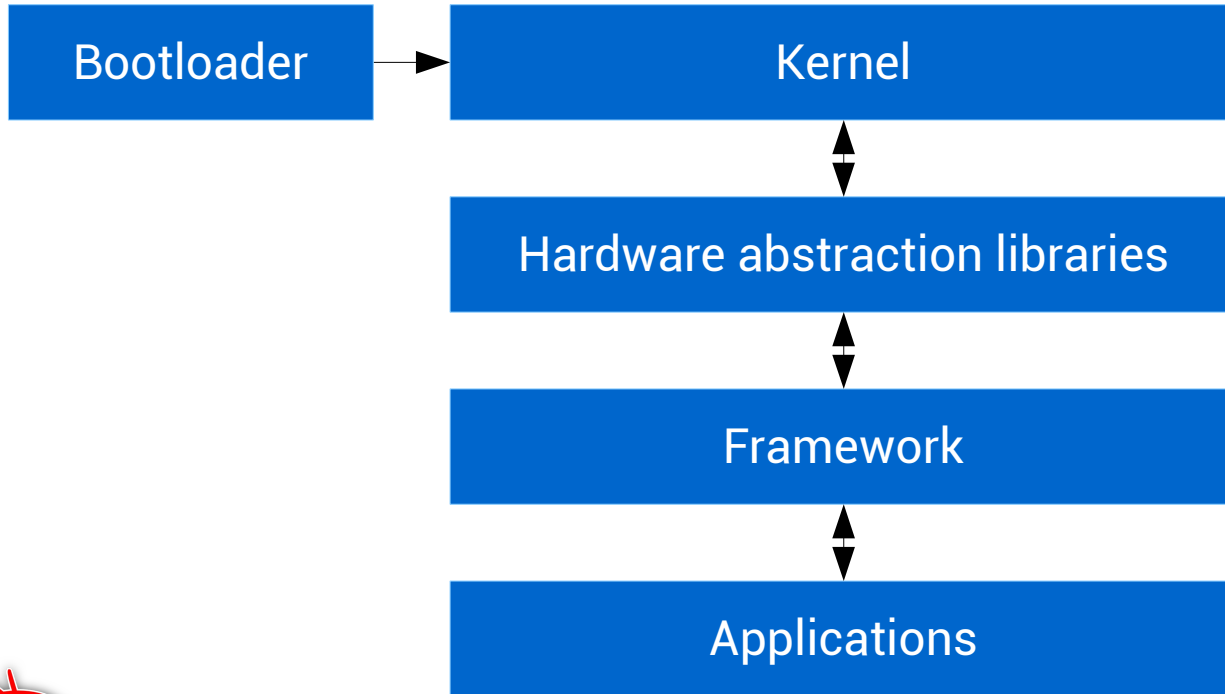 Bootloader
Kernel
Hardware abstraction libraries
Framework
Applications